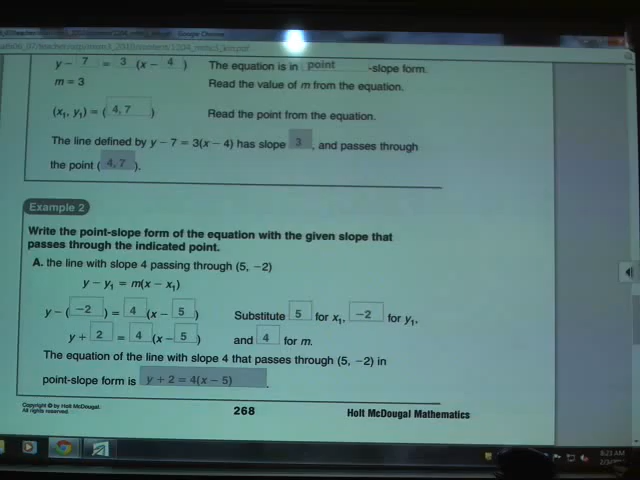 Google Chrome
y − 7 = 3 (x − 4) The equation is in point -slope form.
m = 3 Read the value of m from the equation.
(x₁, y₁) = (4, 7) Read the point from the equation.
The line defined by y − 7 = 3(x − 4) has slope 3, and passes through
the point (4, 7).
Example 2
Write the point-slope form of the equation with the given slope that
passes through the indicated point.
A. the line with slope 4 passing through (5, −2)
y − y₁ = m(x − x₁)
y − (−2) = 4 (x − 5) Substitute 5 for x₁, −2 for y₁,
y + 2 = 4 (x − 5) and 4 for m.
The equation of the line with slope 4 that passes through (5, −2) in
point-slope form is y + 2 = 4(x − 5).
Copyright © by Holt McDougal.
All rights reserved.
268
Holt McDougal Mathematics
8:23 AM